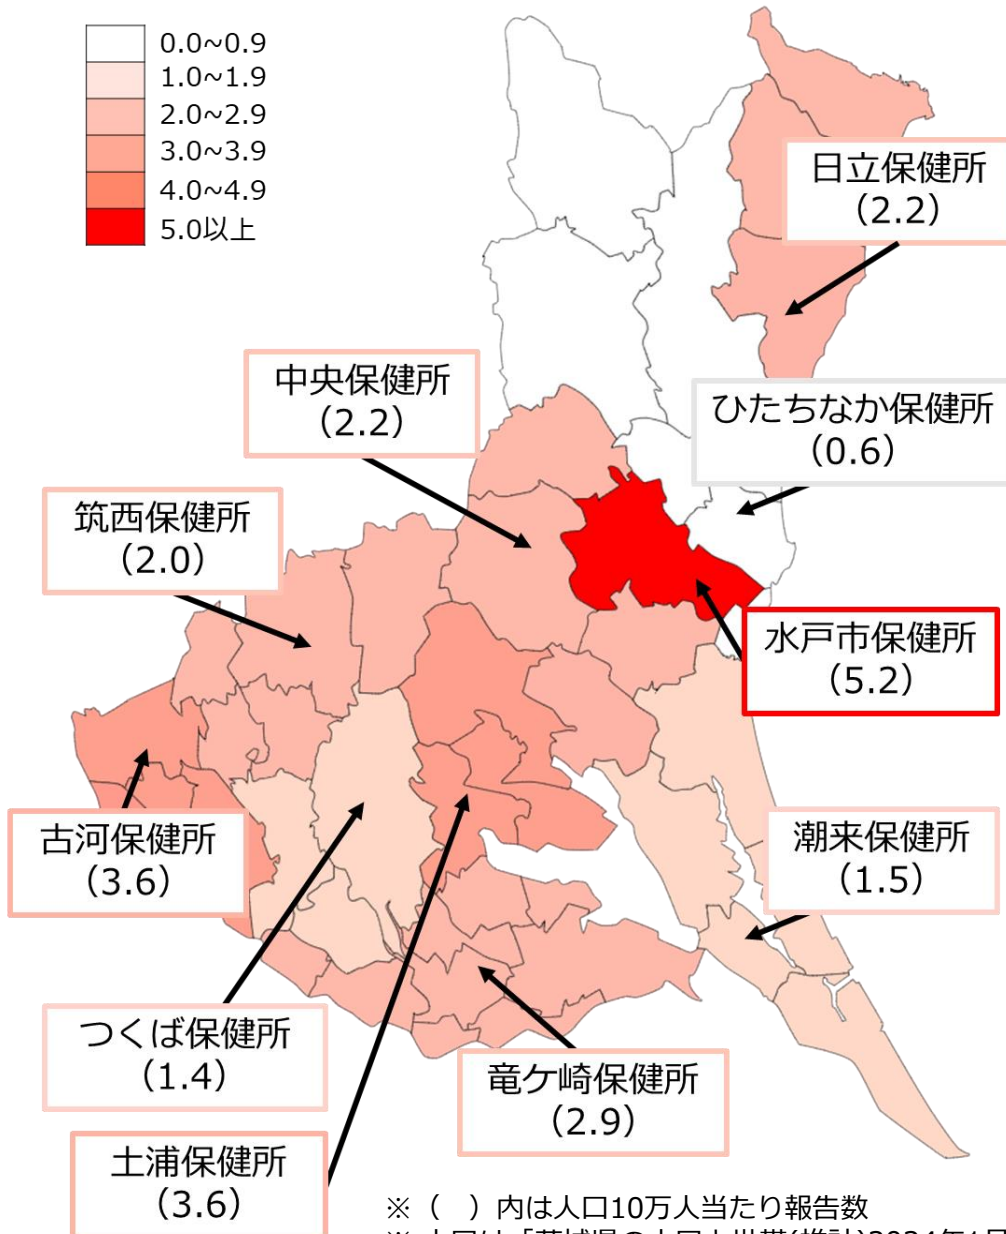 0.0~0.9
1.0~1.9
2.0~2.9
3.0~3.9
4.0~4.9
5.0以上
日立保健所
（2.2）
中央保健所
（2.2）
ひたちなか保健所
（0.6）
筑西保健所
（2.0）
水戸市保健所
（5.2）
古河保健所
（3.6）
潮来保健所
（1.5）
つくば保健所
（1.4）
竜ケ崎保健所
（2.9）
土浦保健所
（3.6）
※（　）内は人口10万人当たり報告数